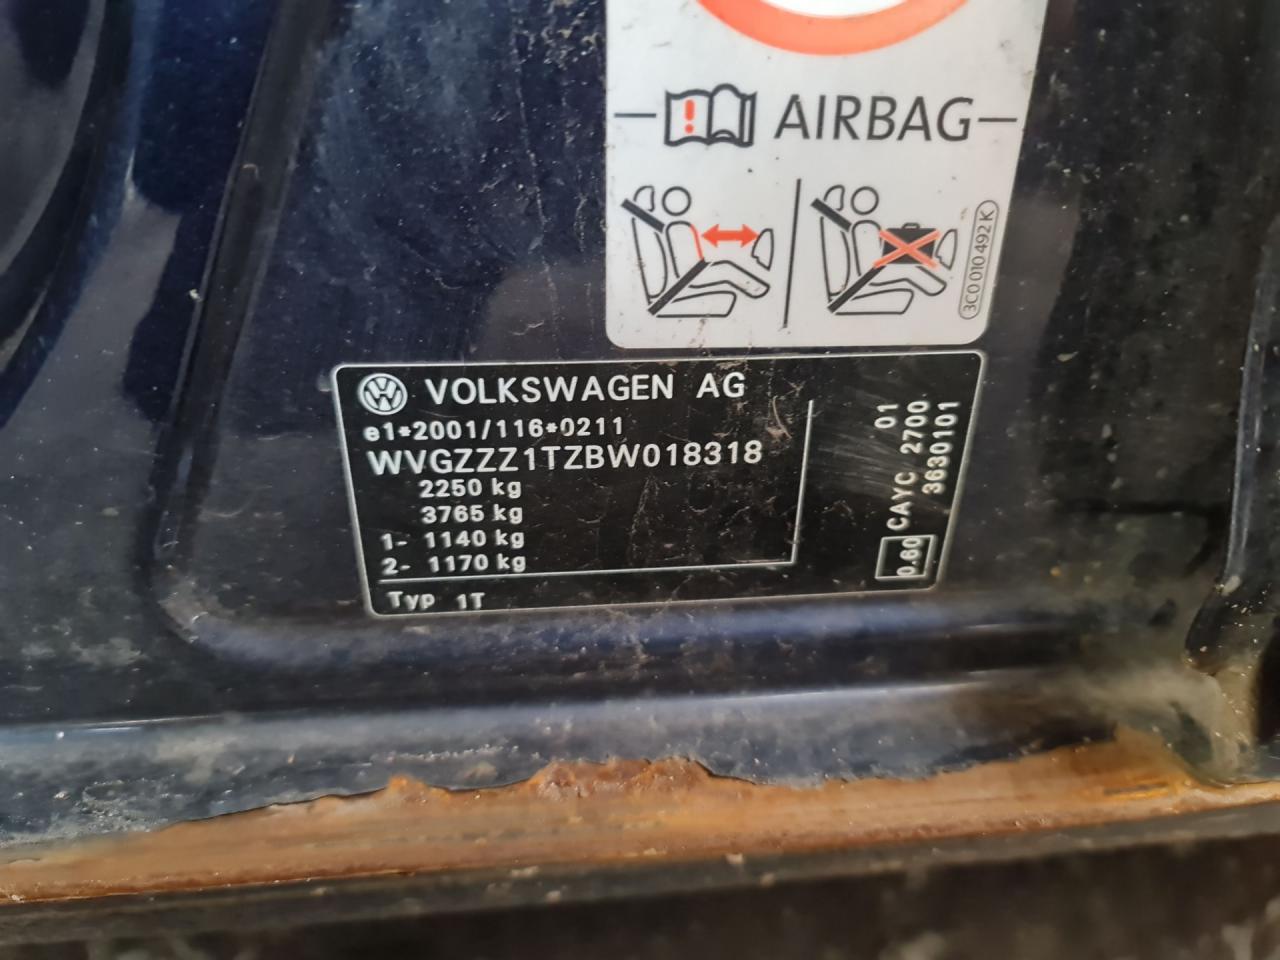 ! AIRBAG
3C0 010 492 K
VW VOLKSWAGEN AG
e1*2001/116*0211
WVGZZZ1TZBW018318
2250 kg
3765 kg
1- 1140 kg
2- 1170 kg
Typ 1T
01
CAYC 2700
3630101
0.60